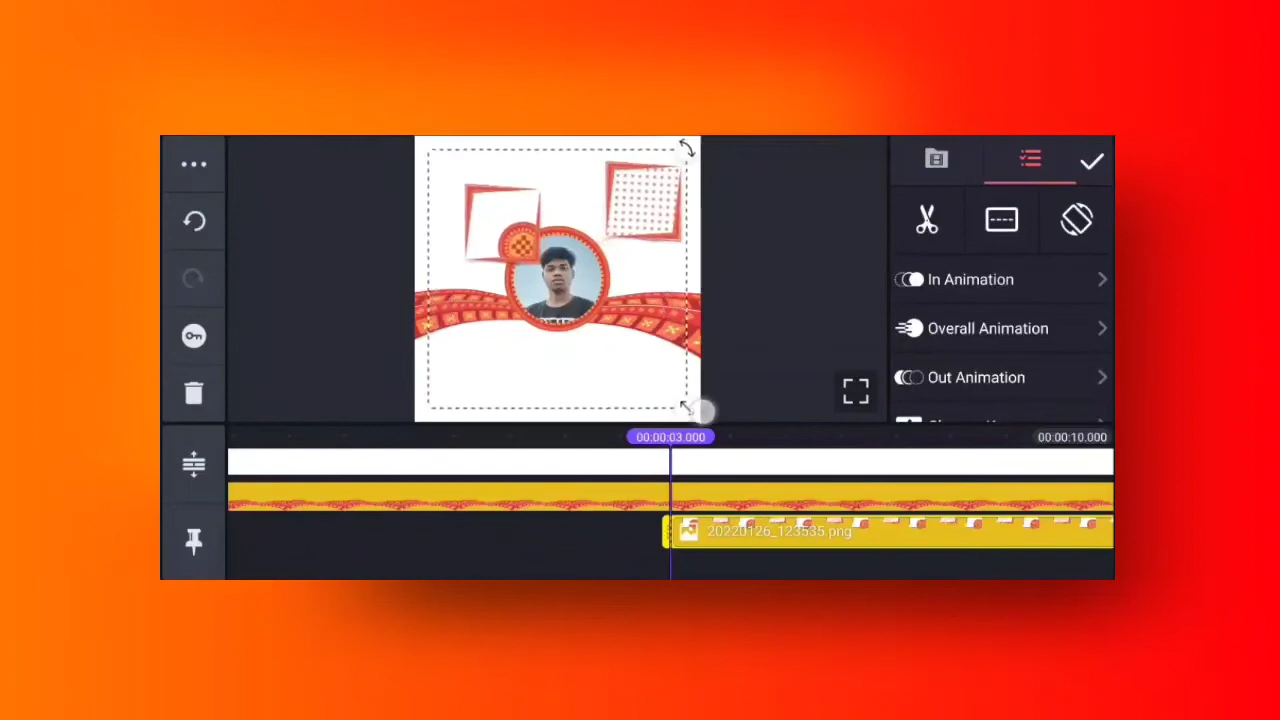 In Animation
Overall Animation
Out Animation
00:00:03.000
00:00:10.000
20220126_123535.png